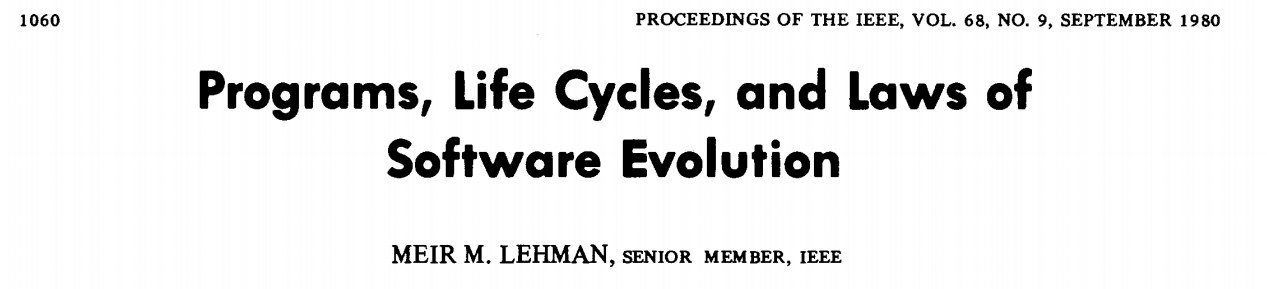 1060
PROCEEDINGS OF THE IEEE, VOL. 68, NO. 9, SEPTEMBER 1980
Programs, Life Cycles, and Laws of
Software Evolution
MEIR M. LEHMAN, SENIOR MEMBER, IEEE